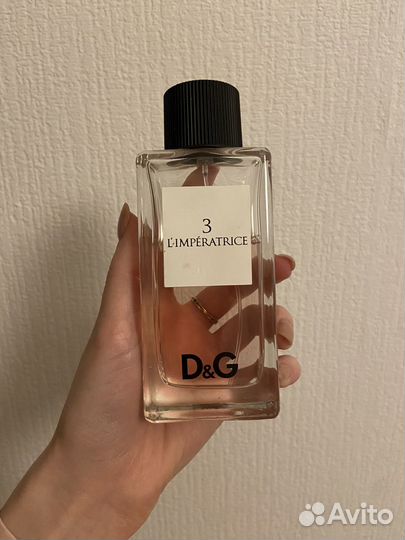 3
L'IMPÉRATRICE
D&G
Avito